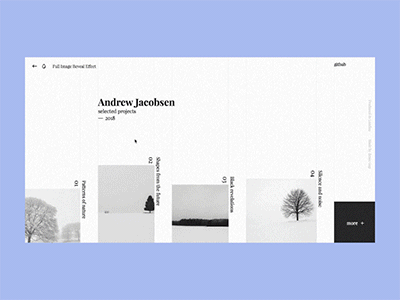 Full Image Reveal Effect
github
Andrew Jacobsen
selected projects
— 2018
01
Patterns of nature
02
Shapes from the future
03
Black revolutions
04
Silence and noise
more +